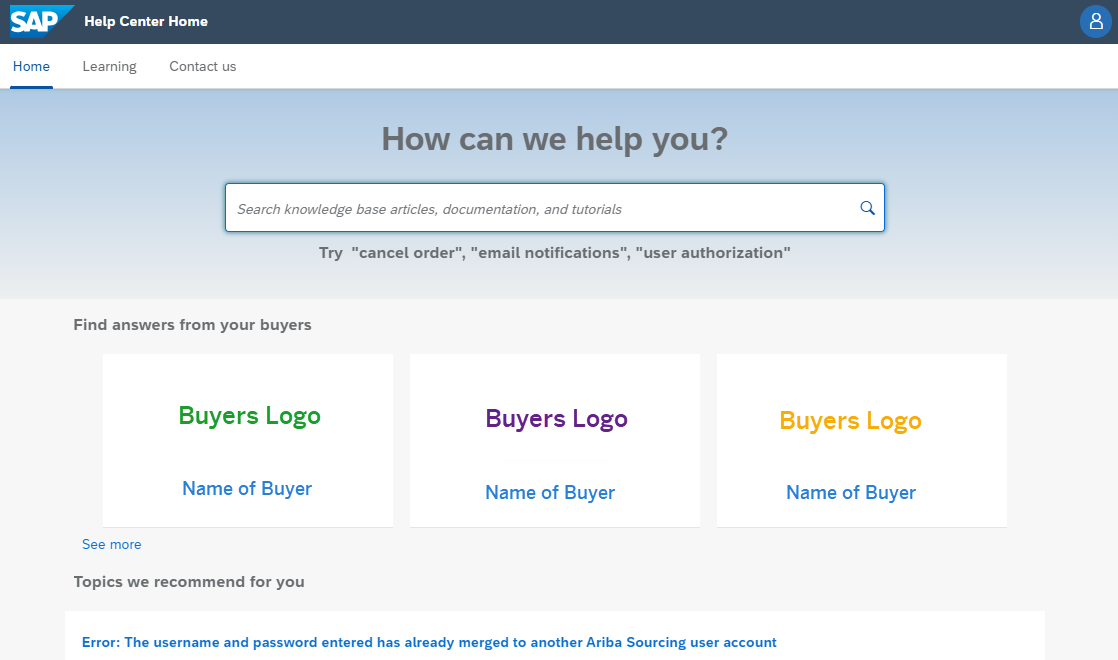 SAP Help Center Home
Home Learning Contact us
How can we help you?
Search knowledge base articles, documentation, and tutorials
Try "cancel order", "email notifications", "user authorization"
Find answers from your buyers
Buyers Logo Buyers Logo Buyers Logo
Name of Buyer Name of Buyer Name of Buyer
See more
Topics we recommend for you
Error: The username and password entered has already merged to another Ariba Sourcing user account